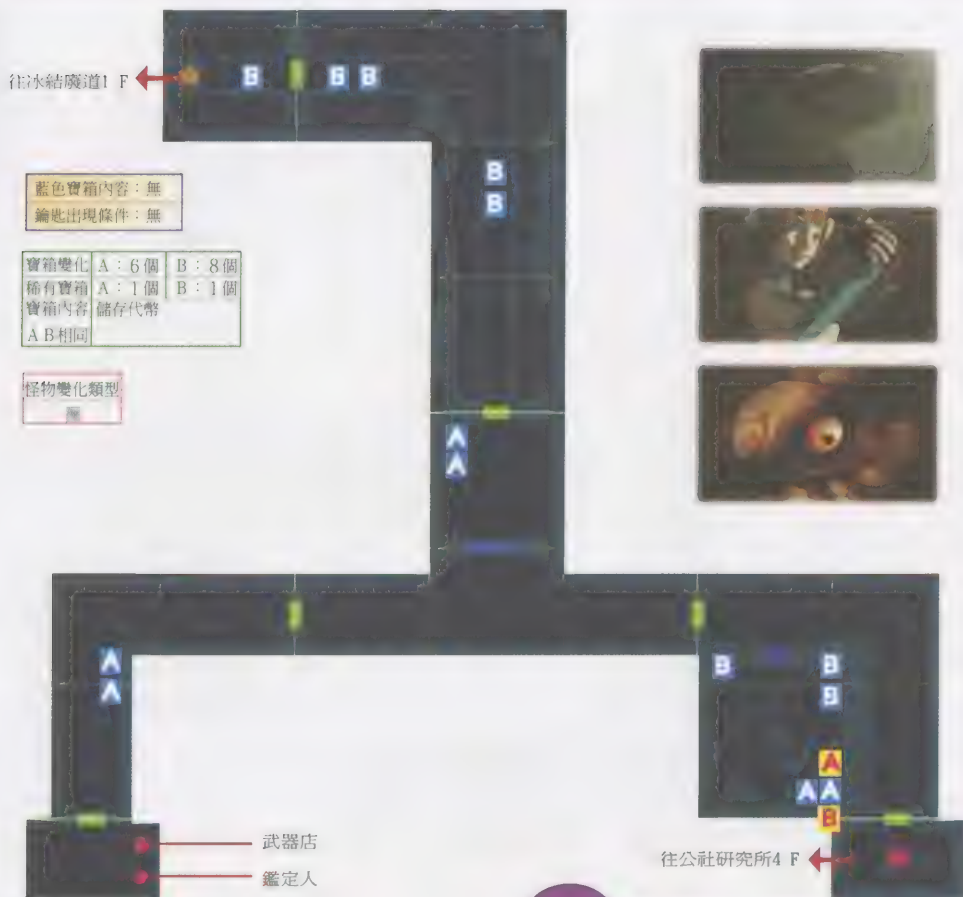 往冰結廢道1 F
B
B B
B
B
藍色寶箱內容：無
鑰匙出現條件：無
寶箱變化 A：6個 B：8個
稀有寶箱 A：1個 B：1個
寶箱內容 儲存代幣
A B相同
怪物變化類型
無
A
A
A
A
B B
B
A
A A
B
武器店
鑑定人
往公社研究所4 F